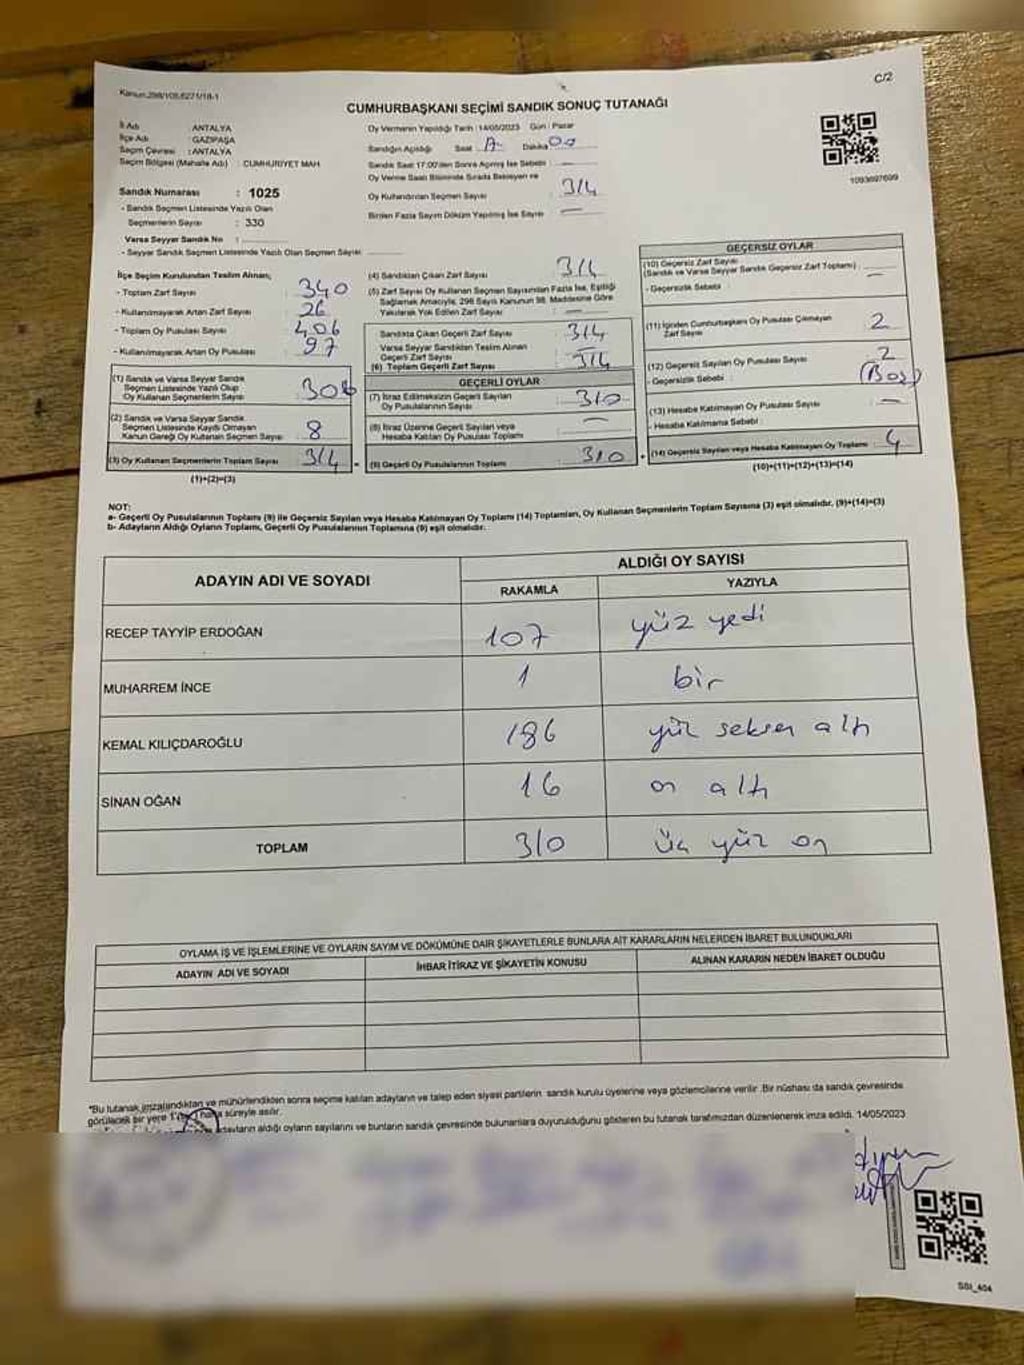 C/2
Kanun.298/105,6271/18-1
CUMHURBAŞKANI SEÇİMİ SANDIK SONUÇ TUTANAĞI
İl Adı : ANTALYA
İlçe Adı : GAZİPAŞA
Seçim Çevresi : ANTALYA
Seçim Bölgesi (Mahalle Adı) : CUMHURİYET MAH
Sandık Numarası : 1025
- Sandık Seçmen Listesinde Yazılı Olan
Seçmenlerin Sayısı : 330
Varsa Seyyar Sandık No :
- Seyyar Sandık Seçmen Listesinde Yazılı Olan Seçmen Sayısı:
Oy Vermenin Yapıldığı Tarih :14/05/2023 Gün : Pazar
Sandığın Açıldığı Saat 17 Dakika 00
Sandık Saat 17:00'den Sonra Açılmış İse Sebebi : —
Oy Verme Saati Bitiminde Sırada Bekleyen ve
Oy Kullandırılan Seçmen Sayısı : 314
Birden Fazla Sayım Döküm Yapılmış İse Sayısı : —
1093697699
İlçe Seçim Kurulundan Teslim Alınan;
- Toplam Zarf Sayısı : 340
- Kullanılmayarak Artan Zarf Sayısı : 26
- Toplam Oy Pusulası Sayısı : 406
- Kullanılmayarak Artan Oy Pusulası : 97
(1) Sandık ve Varsa Seyyar Sandık
Seçmen Listesinde Yazılı Olup
Oy Kullanan Seçmenlerin Sayısı : 306
(2) Sandık ve Varsa Seyyar Sandık
Seçmen Listesinde Kayıtlı Olmayan
Kanun Gereği Oy Kullanan Seçmen Sayısı : 8
(3) Oy Kullanan Seçmenlerin Toplam Sayısı : 314
(1)+(2)=(3)
(4) Sandıktan Çıkan Zarf Sayısı : 314
(5) Zarf Sayısı Oy Kullanan Seçmen Sayısından Fazla İse, Eşitliği
Sağlamak Amacıyla, 298 Sayılı Kanunun 98. Maddesine Göre
Yakılarak Yok Edilen Zarf Sayısı : —
Sandıkta Çıkan Geçerli Zarf Sayısı : 314
Varsa Seyyar Sandıktan Teslim Alınan
Geçerli Zarf Sayısı : —
(6) Toplam Geçerli Zarf Sayısı : 314
GEÇERLİ OYLAR
(7) İtiraz Edilmeksizin Geçerli Sayılan
Oy Pusulalarının Sayısı : 310
(8) İtiraz Üzerine Geçerli Sayılan veya
Hesaba Katılan Oy Pusulası Toplamı : —
(9) Geçerli Oy Pusulalarının Toplamı : 310
GEÇERSİZ OYLAR
(10) Geçersiz Zarf Sayısı
(Sandık ve Varsa Seyyar Sandık Geçersiz Zarf Toplamı) : —
- Geçersizlik Sebebi :
(11) İçinden Cumhurbaşkanı Oy Pusulası Çıkmayan
Zarf Sayısı : 2
(12) Geçersiz Sayılan Oy Pusulası Sayısı : 2
- Geçersizlik Sebebi : (Boş)
(13) Hesaba Katılmayan Oy Pusulası Sayısı : —
- Hesaba Katılmama Sebebi :
(14) Geçersiz Sayılan veya Hesaba Katılmayan Oy Toplamı : 4
(10)+(11)+(12)+(13)=(14)
NOT:
a- Geçerli Oy Pusulalarının Toplamı (9) ile Geçersiz Sayılan veya Hesaba Katılmayan Oy Toplamı (14) Toplamları, Oy Kullanan Seçmenlerin Toplam Sayısına (3) eşit olmalıdır. (9)+(14)=(3)
b- Adayların Aldığı Oyların Toplamı, Geçerli Oy Pusulalarının Toplamına (9) eşit olmalıdır.
ADAYIN ADI VE SOYADI
ALDIĞI OY SAYISI
RAKAMLA YAZIYLA
RECEP TAYYİP ERDOĞAN 107 yüz yedi
MUHARREM İNCE 1 bir
KEMAL KILIÇDAROĞLU 186 yüz seksen altı
SİNAN OĞAN 16 on altı
TOPLAM 310 üç yüz on
OYLAMA İŞ VE İŞLEMLERİNE VE OYLARIN SAYIM VE DÖKÜMÜNE DAİR ŞİKAYETLERLE BUNLARA AİT KARARLARIN NELERDEN İBARET BULUNDUKLARI
ADAYIN ADI VE SOYADI İHBAR İTİRAZ VE ŞİKAYETİN KONUSU ALINAN KARARIN NEDEN İBARET OLDUĞU
*Bu tutanak imzalandıktan ve mühürlendikten sonra seçime katılan adayların ve talep eden siyasi partilerin sandık kurulu üyelerine veya gözlemcilerine verilir. Bir nüshası da sandık çevresinde
görülecek bir yere 1 hafta süreyle asılır.
adayların aldığı oyların sayılarını ve bunların sandık çevresinde bulunanlara duyurulduğunu gösteren bu tutanak tarafımızdan düzenlenerek imza edildi. 14/05/2023
SSI_404